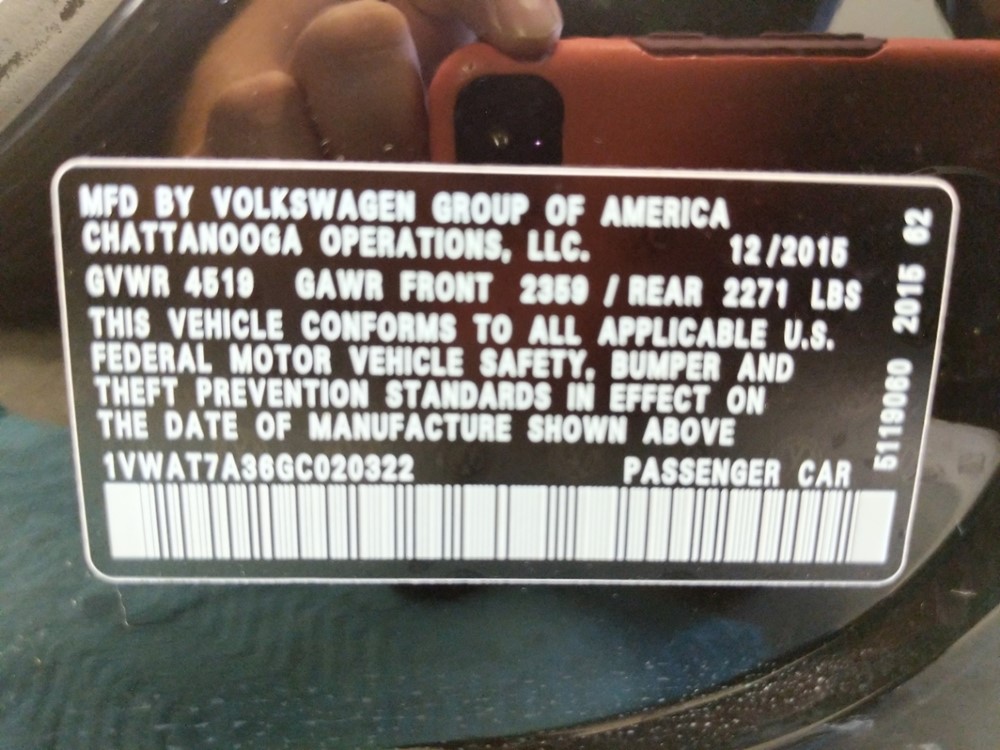 MFD BY VOLKSWAGEN GROUP OF AMERICA
CHATTANOOGA OPERATIONS, LLC. 12/2015
GVWR 4519 GAWR FRONT 2359 / REAR 2271 LBS
THIS VEHICLE CONFORMS TO ALL APPLICABLE U.S.
FEDERAL MOTOR VEHICLE SAFETY, BUMPER AND
THEFT PREVENTION STANDARDS IN EFFECT ON
THE DATE OF MANUFACTURE SHOWN ABOVE
1VWAT7A36GC020322 PASSENGER CAR
5119060 2015 62